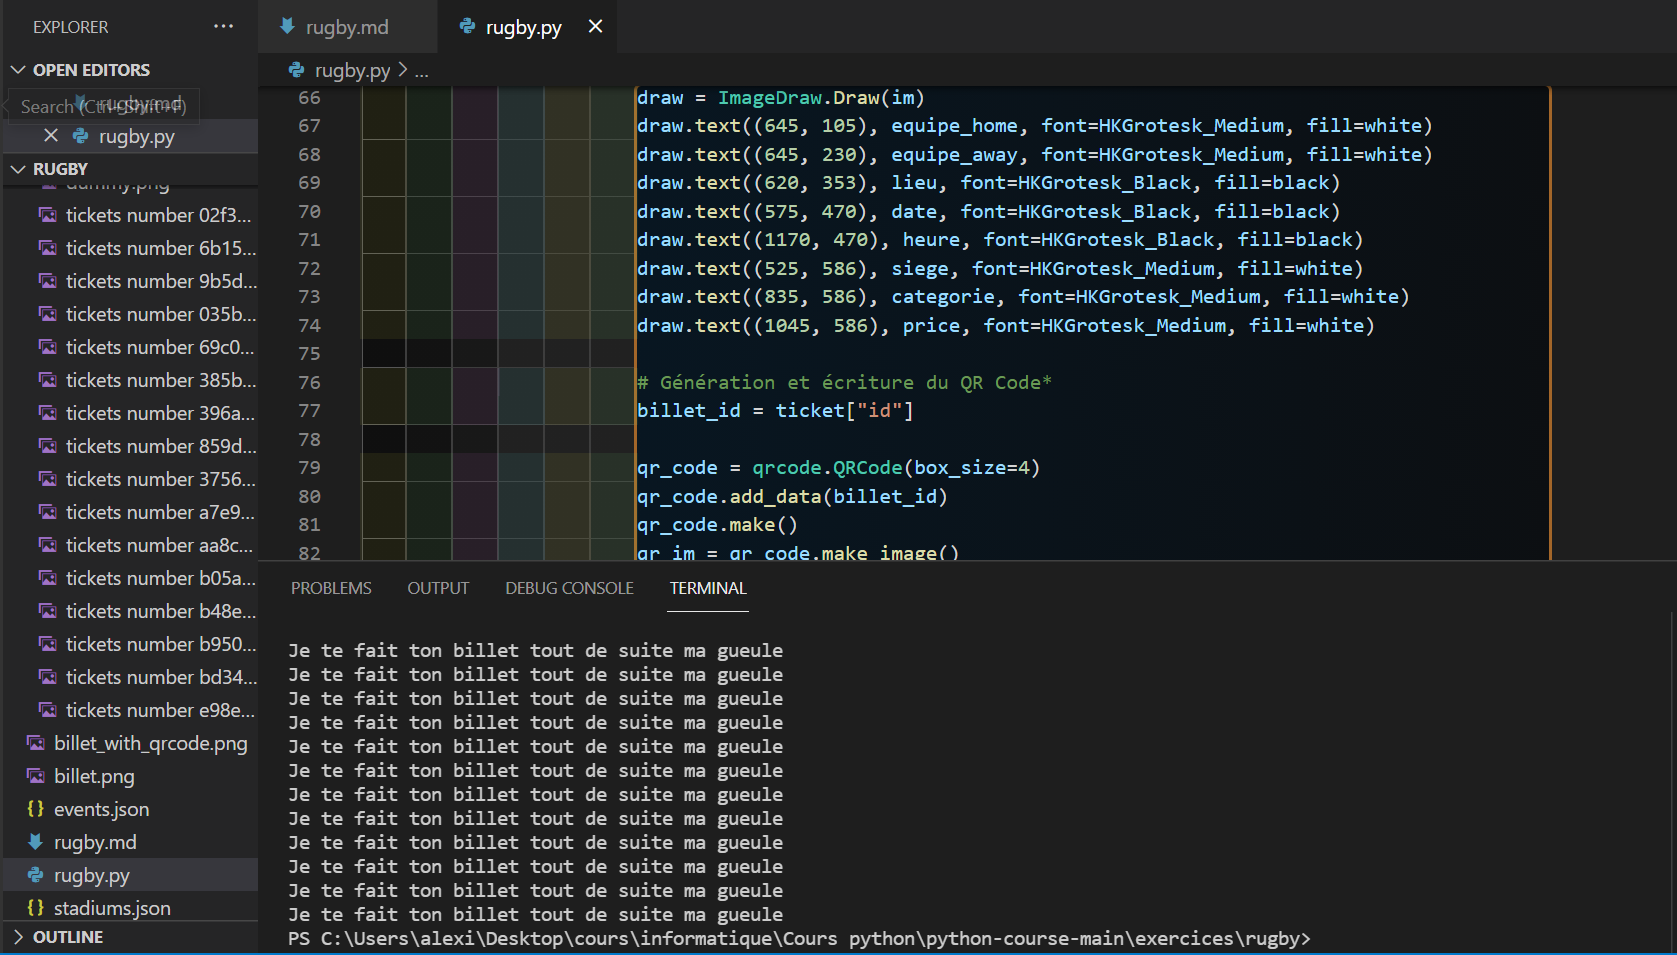 EXPLORER
···
rugby.md
rugby.py
OPEN EDITORS
rugby.py > ...
Search (Ctrl+Shift+F)
rugby.md
rugby.py
RUGBY
dummy.png
tickets number 02f3...
tickets number 6b15...
tickets number 9b5d...
tickets number 035b...
tickets number 69c0...
tickets number 385b...
tickets number 396a...
tickets number 859d...
tickets number 3756...
tickets number a7e9...
tickets number aa8c...
tickets number b05a...
tickets number b48e...
tickets number b950...
tickets number bd34...
tickets number e98e...
billet_with_qrcode.png
billet.png
events.json
rugby.md
rugby.py
stadiums.json
OUTLINE
66 draw = ImageDraw.Draw(im)
67 draw.text((645, 105), equipe_home, font=HKGrotesk_Medium, fill=white)
68 draw.text((645, 230), equipe_away, font=HKGrotesk_Medium, fill=white)
69 draw.text((620, 353), lieu, font=HKGrotesk_Black, fill=black)
70 draw.text((575, 470), date, font=HKGrotesk_Black, fill=black)
71 draw.text((1170, 470), heure, font=HKGrotesk_Black, fill=black)
72 draw.text((525, 586), siege, font=HKGrotesk_Medium, fill=white)
73 draw.text((835, 586), categorie, font=HKGrotesk_Medium, fill=white)
74 draw.text((1045, 586), price, font=HKGrotesk_Medium, fill=white)
75
76 # Génération et écriture du QR Code*
77 billet_id = ticket["id"]
78
79 qr_code = qrcode.QRCode(box_size=4)
80 qr_code.add_data(billet_id)
81 qr_code.make()
82 qr_im = qr_code.make_image()
PROBLEMS OUTPUT DEBUG CONSOLE TERMINAL
Je te fait ton billet tout de suite ma gueule
Je te fait ton billet tout de suite ma gueule
Je te fait ton billet tout de suite ma gueule
Je te fait ton billet tout de suite ma gueule
Je te fait ton billet tout de suite ma gueule
Je te fait ton billet tout de suite ma gueule
Je te fait ton billet tout de suite ma gueule
Je te fait ton billet tout de suite ma gueule
Je te fait ton billet tout de suite ma gueule
Je te fait ton billet tout de suite ma gueule
Je te fait ton billet tout de suite ma gueule
Je te fait ton billet tout de suite ma gueule
PS C:\Users\alexi\Desktop\cours\informatique\Cours python\python-course-main\exercices\rugby>